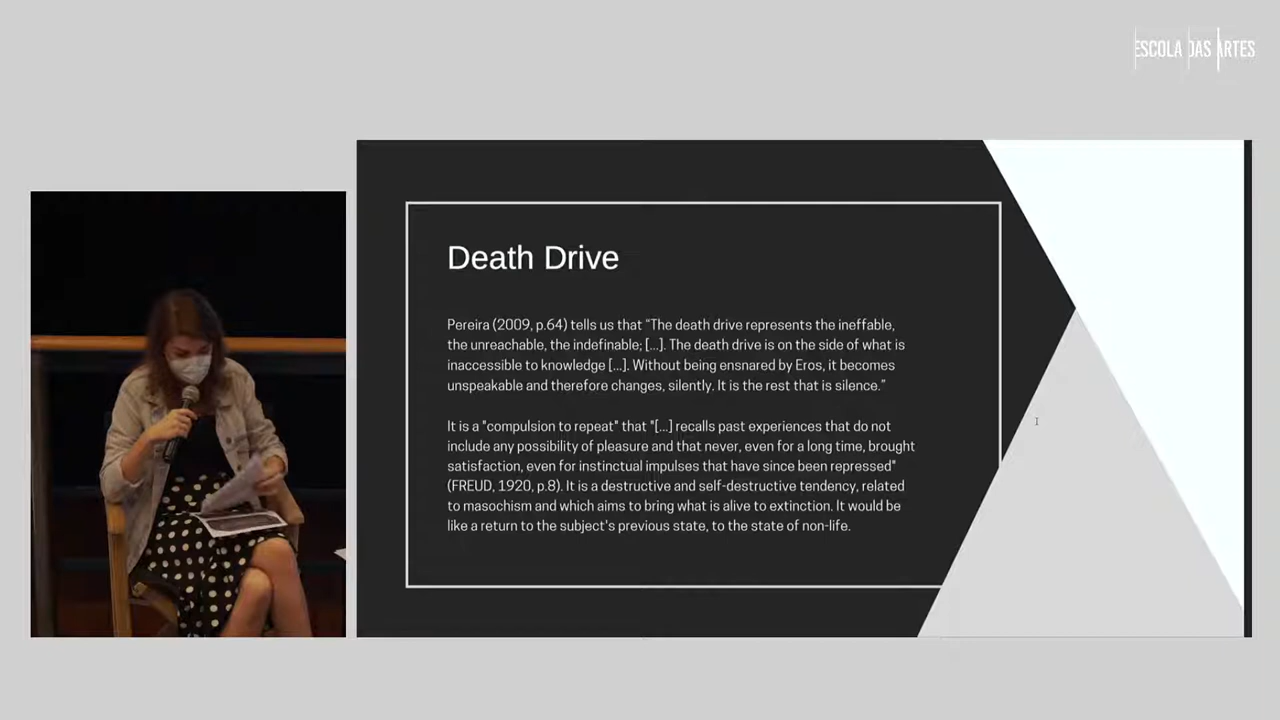 ESCOLA DAS ARTES
Death Drive
Pereira (2009, p.64) tells us that “The death drive represents the ineffable,
the unreachable, the indefinable; [...]. The death drive is on the side of what is
inaccessible to knowledge [...]. Without being ensnared by Eros, it becomes
unspeakable and therefore changes, silently. It is the rest that is silence.”
It is a "compulsion to repeat" that "[...] recalls past experiences that do not
include any possibility of pleasure and that never, even for a long time, brought
satisfaction, even for instinctual impulses that have since been repressed"
(FREUD, 1920, p.8). It is a destructive and self-destructive tendency, related
to masochism and which aims to bring what is alive to extinction. It would be
like a return to the subject's previous state, to the state of non-life.